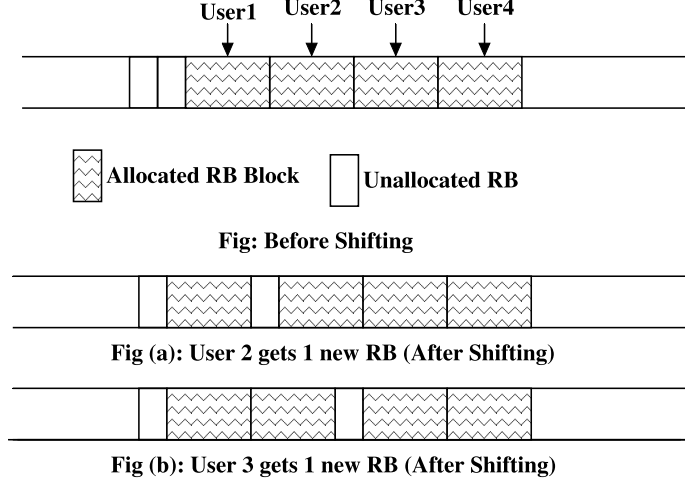 User1 User2 User3 User4
Allocated RB Block Unallocated RB
Fig: Before Shifting
Fig (a): User 2 gets 1 new RB (After Shifting)
Fig (b): User 3 gets 1 new RB (After Shifting)